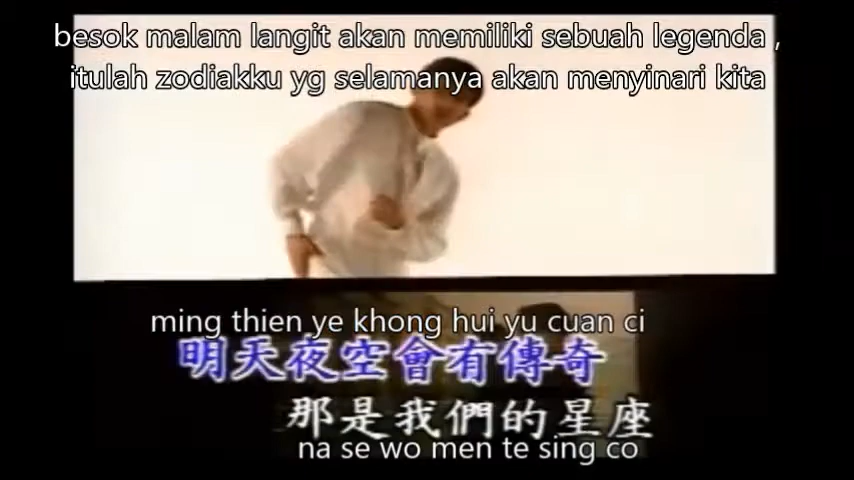 besok malam langit akan memiliki sebuah legenda ,
itulah zodiakku yg selamanya akan menyinari kita
ming thien ye khong hui yu cuan ci
明天夜空會有傳奇
那是我們的星座
na se wo men te sing co